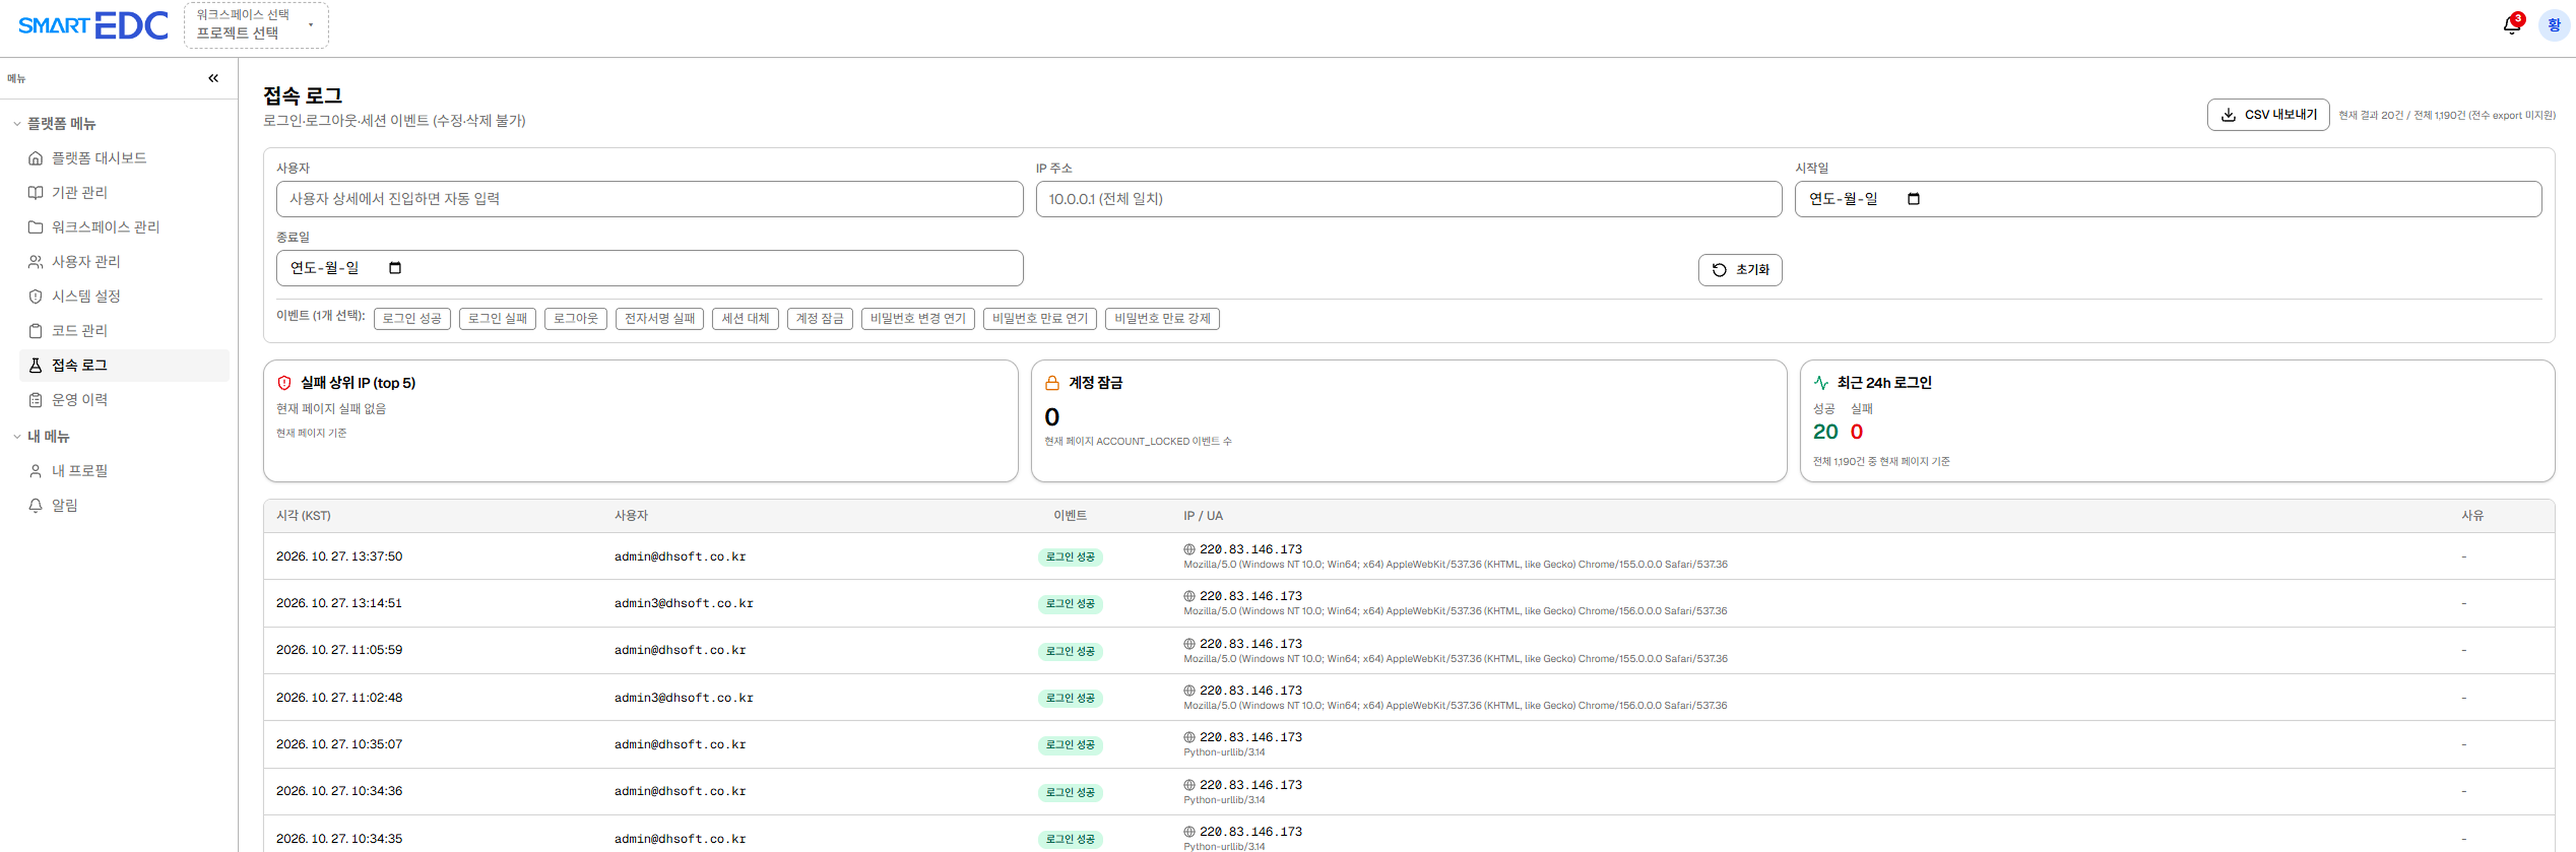 SMART EDC
워크스페이스 선택
프로젝트 선택
3
황
메뉴
플랫폼 메뉴
플랫폼 대시보드
기관 관리
워크스페이스 관리
사용자 관리
시스템 설정
코드 관리
접속 로그
운영 이력
내 메뉴
내 프로필
알림
접속 로그
로그인·로그아웃·세션 이벤트 (수정·삭제 불가)
CSV 내보내기
현재 결과 20건 / 전체 1,190건 (전수 export 미지원)
사용자
사용자 상세에서 진입하면 자동 입력
IP 주소
10.0.0.1 (전체 일치)
시작일
연도-월-일
종료일
연도-월-일
초기화
이벤트 (1개 선택): 로그인 성공 로그인 실패 로그아웃 전자서명 실패 세션 대체 계정 잠금 비밀번호 변경 연기 비밀번호 만료 연기 비밀번호 만료 강제
실패 상위 IP (top 5)
현재 페이지 실패 없음
현재 페이지 기준
계정 잠금
0
현재 페이지 ACCOUNT_LOCKED 이벤트 수
최근 24h 로그인
성공 실패
20 0
전체 1,190건 중 현재 페이지 기준
시각 (KST) 사용자 이벤트 IP / UA 사유
2026. 10. 27. 13:37:50 admin@dhsoft.co.kr 로그인 성공 220.83.146.173 -
Mozilla/5.0 (Windows NT 10.0; Win64; x64) AppleWebKit/537.36 (KHTML, like Gecko) Chrome/155.0.0.0 Safari/537.36
2026. 10. 27. 13:14:51 admin3@dhsoft.co.kr 로그인 성공 220.83.146.173 -
Mozilla/5.0 (Windows NT 10.0; Win64; x64) AppleWebKit/537.36 (KHTML, like Gecko) Chrome/156.0.0.0 Safari/537.36
2026. 10. 27. 11:05:59 admin@dhsoft.co.kr 로그인 성공 220.83.146.173 -
Mozilla/5.0 (Windows NT 10.0; Win64; x64) AppleWebKit/537.36 (KHTML, like Gecko) Chrome/155.0.0.0 Safari/537.36
2026. 10. 27. 11:02:48 admin3@dhsoft.co.kr 로그인 성공 220.83.146.173 -
Mozilla/5.0 (Windows NT 10.0; Win64; x64) AppleWebKit/537.36 (KHTML, like Gecko) Chrome/156.0.0.0 Safari/537.36
2026. 10. 27. 10:35:07 admin@dhsoft.co.kr 로그인 성공 220.83.146.173 -
Python-urllib/3.14
2026. 10. 27. 10:34:36 admin@dhsoft.co.kr 로그인 성공 220.83.146.173 -
Python-urllib/3.14
2026. 10. 27. 10:34:35 admin@dhsoft.co.kr 로그인 성공 220.83.146.173 -
Python-urllib/3.14